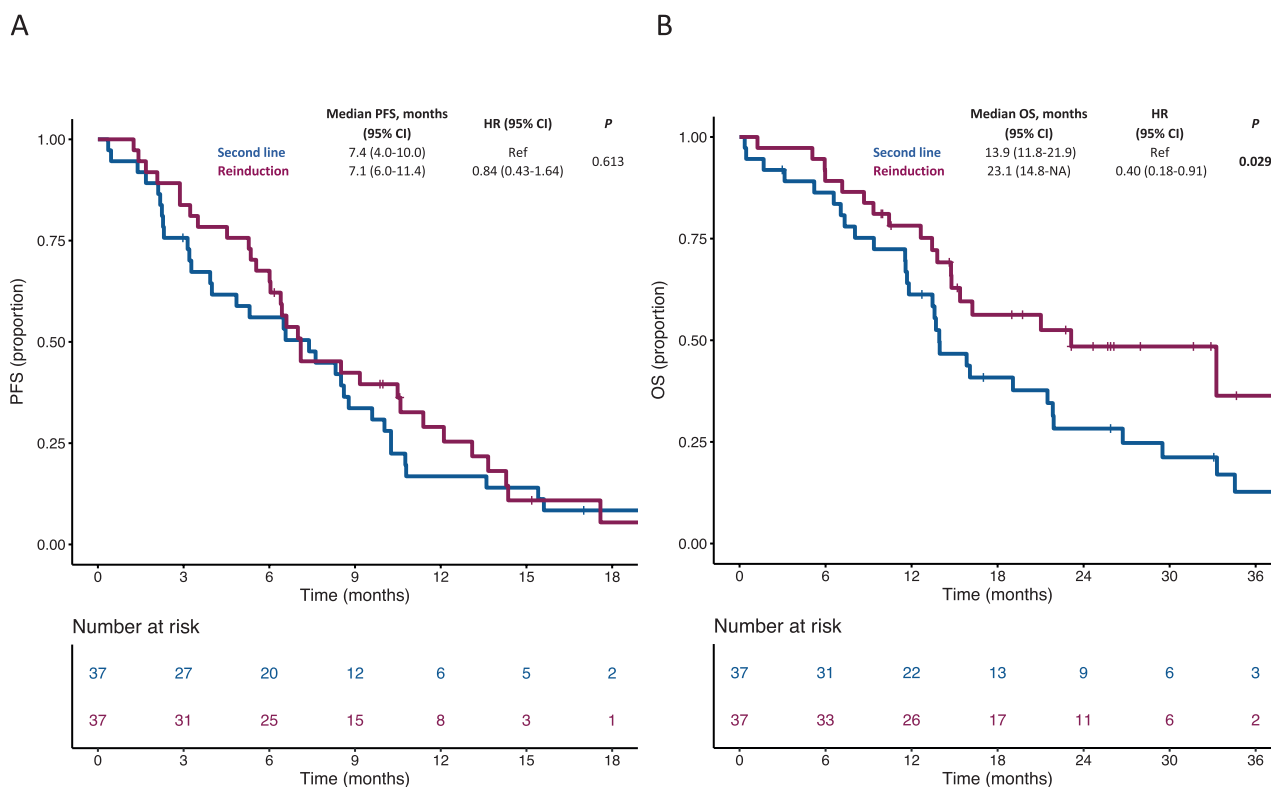 A
Median PFS, months HR (95% CI) P
(95% CI)
Second line 7.4 (4.0-10.0) Ref 0.613
Reinduction 7.1 (6.0-11.4) 0.84 (0.43-1.64)
PFS (proportion)
1.00
0.75
0.50
0.25
0.00
0 3 6 9 12 15 18
Time (months)
Number at risk
37 27 20 12 6 5 2
37 31 25 15 8 3 1
0 3 6 9 12 15 18
Time (months)
B
Median OS, months HR P
(95% CI) (95% CI)
Second line 13.9 (11.8-21.9) Ref 0.029
Reinduction 23.1 (14.8-NA) 0.40 (0.18-0.91)
OS (proportion)
1.00
0.75
0.50
0.25
0.00
0 6 12 18 24 30 36
Time (months)
Number at risk
37 31 22 13 9 6 3
37 33 26 17 11 6 2
0 6 12 18 24 30 36
Time (months)